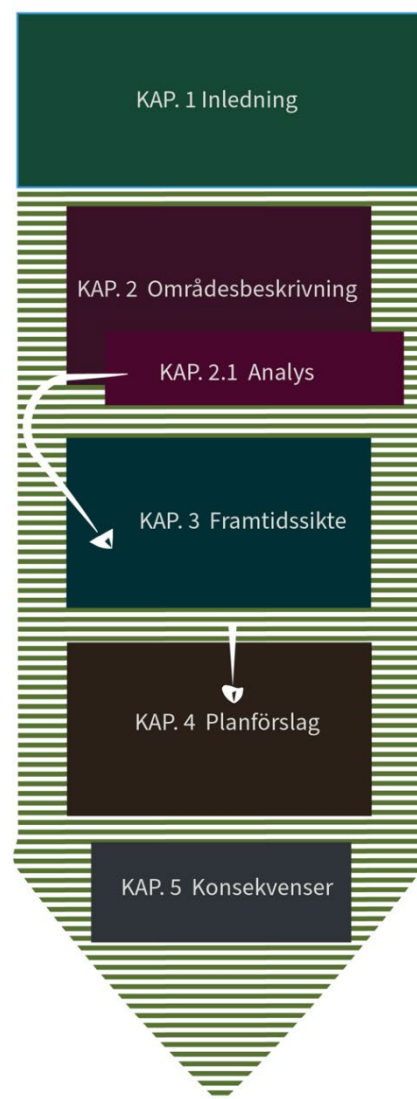 KAP. 1 Inledning
KAP. 2 Områdesbeskrivning
KAP. 2.1 Analys
KAP. 3 Framtidssikte
KAP. 4 Planförslag
KAP. 5 Konsekvenser